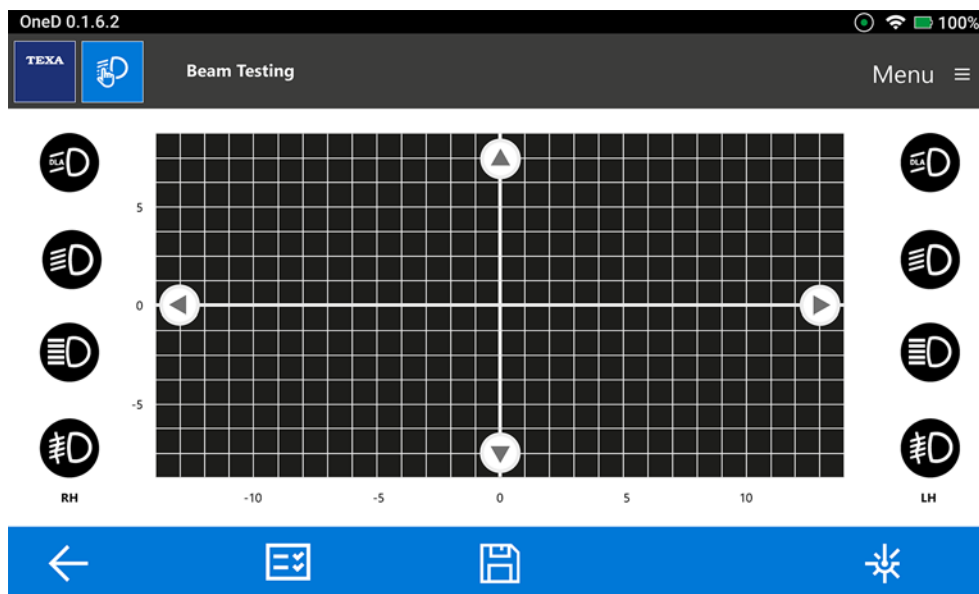 OneD 0.1.6.2
100%
TEXA
Beam Testing
Menu
DLA
DLA
5
0
-5
-10
-5
0
5
10
RH
LH